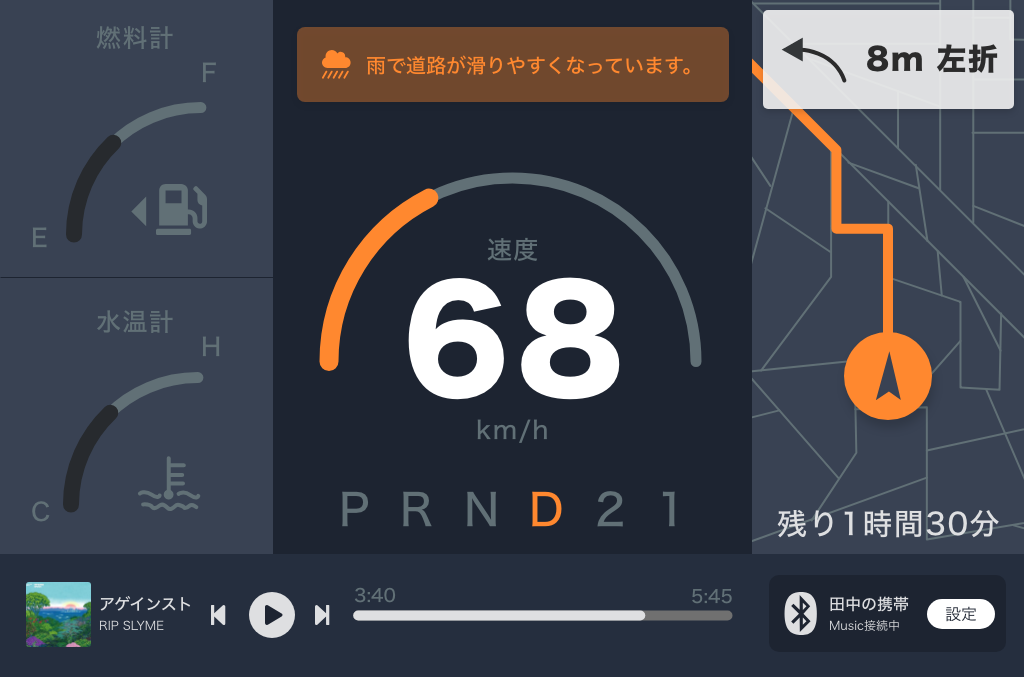 燃料計
F
E
水温計
H
C
雨で道路が滑りやすくなっています。
速度
68
km/h
P R N D 2 1
8m 左折
残り1時間30分
アゲインスト
RIP SLYME
3:40
5:45
田中の携帯
Music接続中
設定